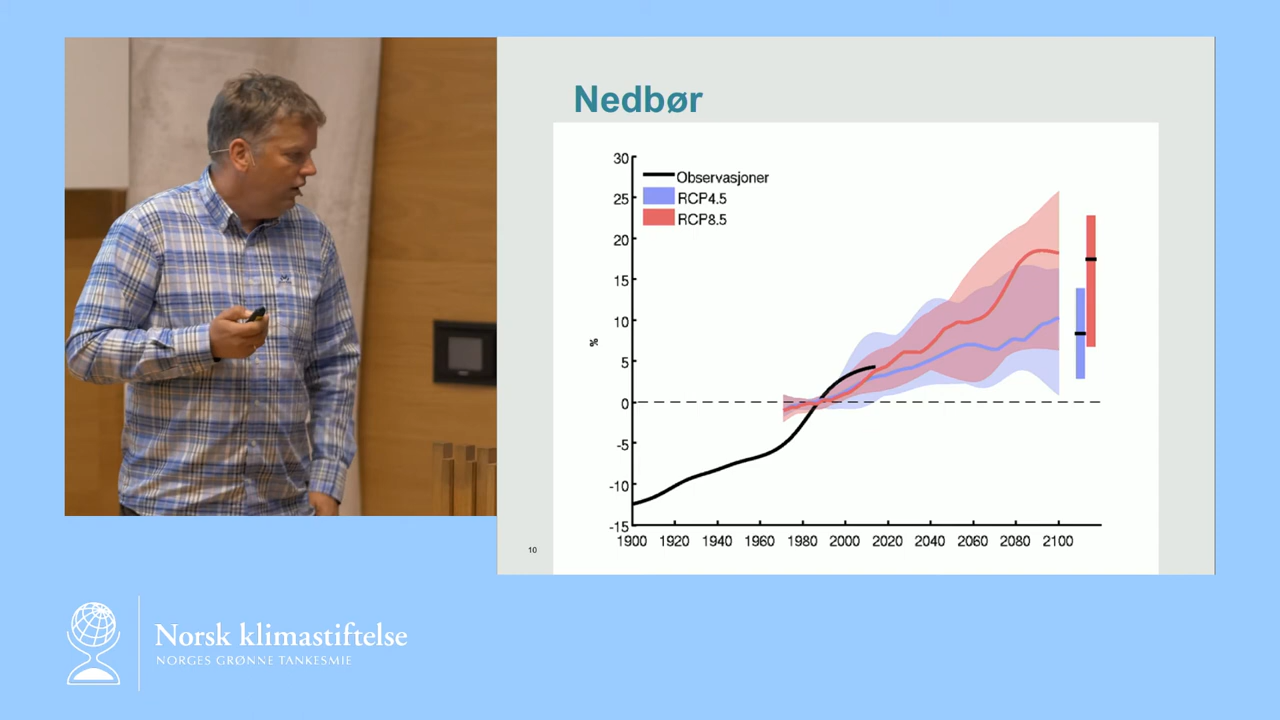 Nedbør
30
25
20
15
10
5
0
-5
-10
-15
%
Observasjoner
RCP4.5
RCP8.5
1900 1920 1940 1960 1980 2000 2020 2040 2060 2080 2100
10
Norsk klimastiftelse
NORGES GRØNNE TANKESMIE